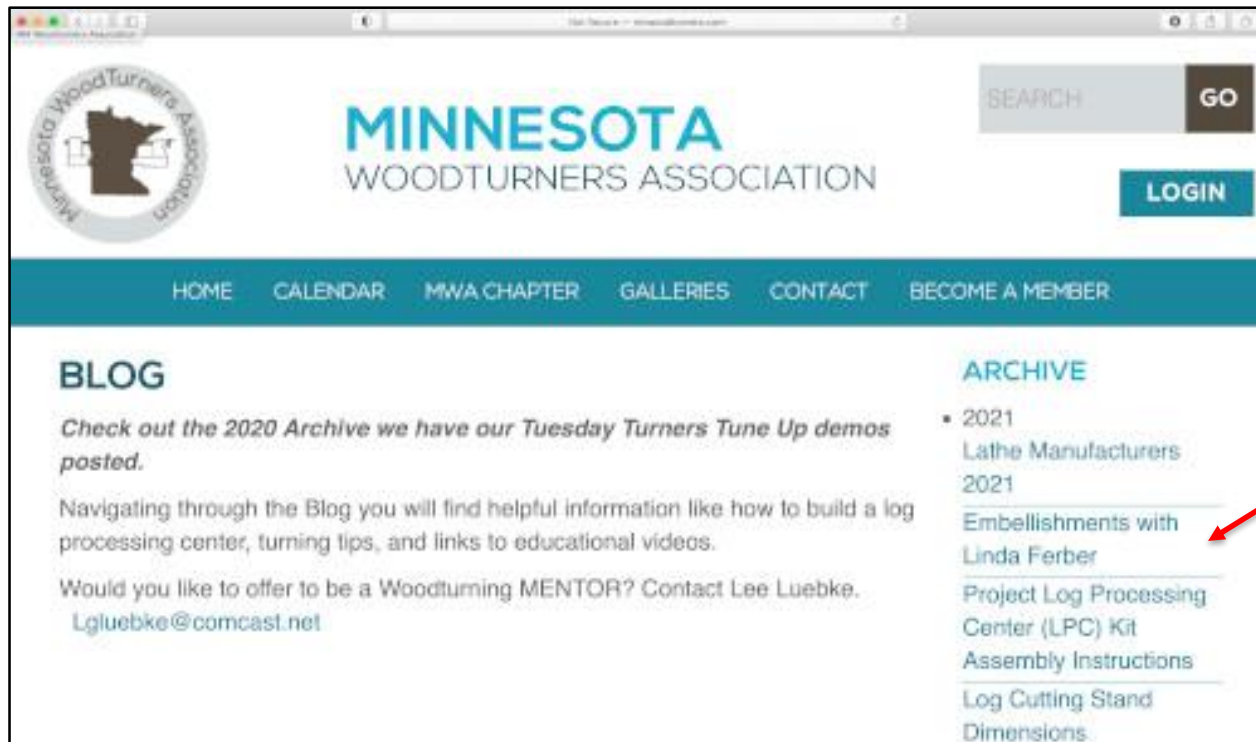 Minnesota WoodTurners Association
MINNESOTA
WOODTURNERS ASSOCIATION
SEARCH
GO
LOGIN
HOME
CALENDAR
MWA CHAPTER
GALLERIES
CONTACT
BECOME A MEMBER
BLOG
Check out the 2020 Archive we have our Tuesday Turners Tune Up demos
posted.
Navigating through the Blog you will find helpful information like how to build a log
processing center, turning tips, and links to educational videos.
Would you like to offer to be a Woodturning MENTOR? Contact Lee Luebke.
Lgluebke@comcast.net
ARCHIVE
• 2021
Lathe Manufacturers
2021
Embellishments with
Linda Ferber
Project Log Processing
Center (LPC) Kit
Assembly Instructions
Log Cutting Stand
Dimensions